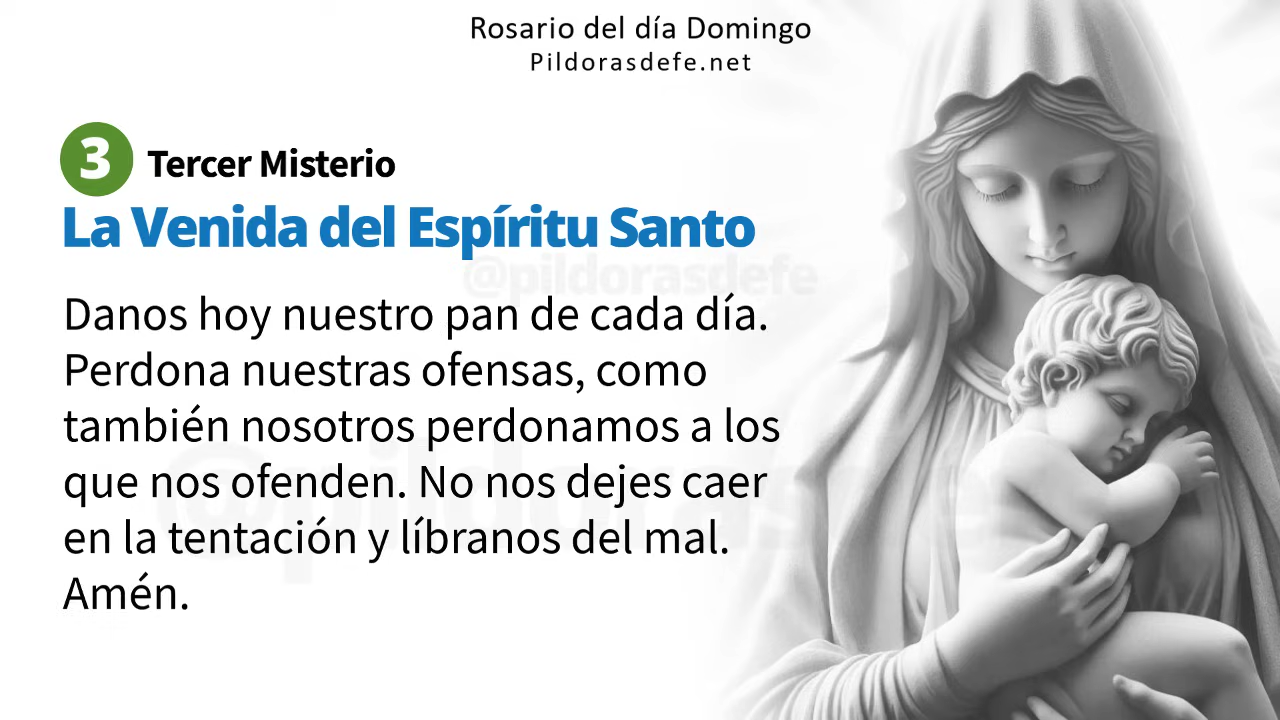 Rosario del día Domingo
Pildorasdefe.net
3 Tercer Misterio
La Venida del Espíritu Santo
@pildorasdefe
Danos hoy nuestro pan de cada día.
Perdona nuestras ofensas, como
también nosotros perdonamos a los
que nos ofenden. No nos dejes caer
en la tentación y líbranos del mal.
Amén.
@pildorasdefe